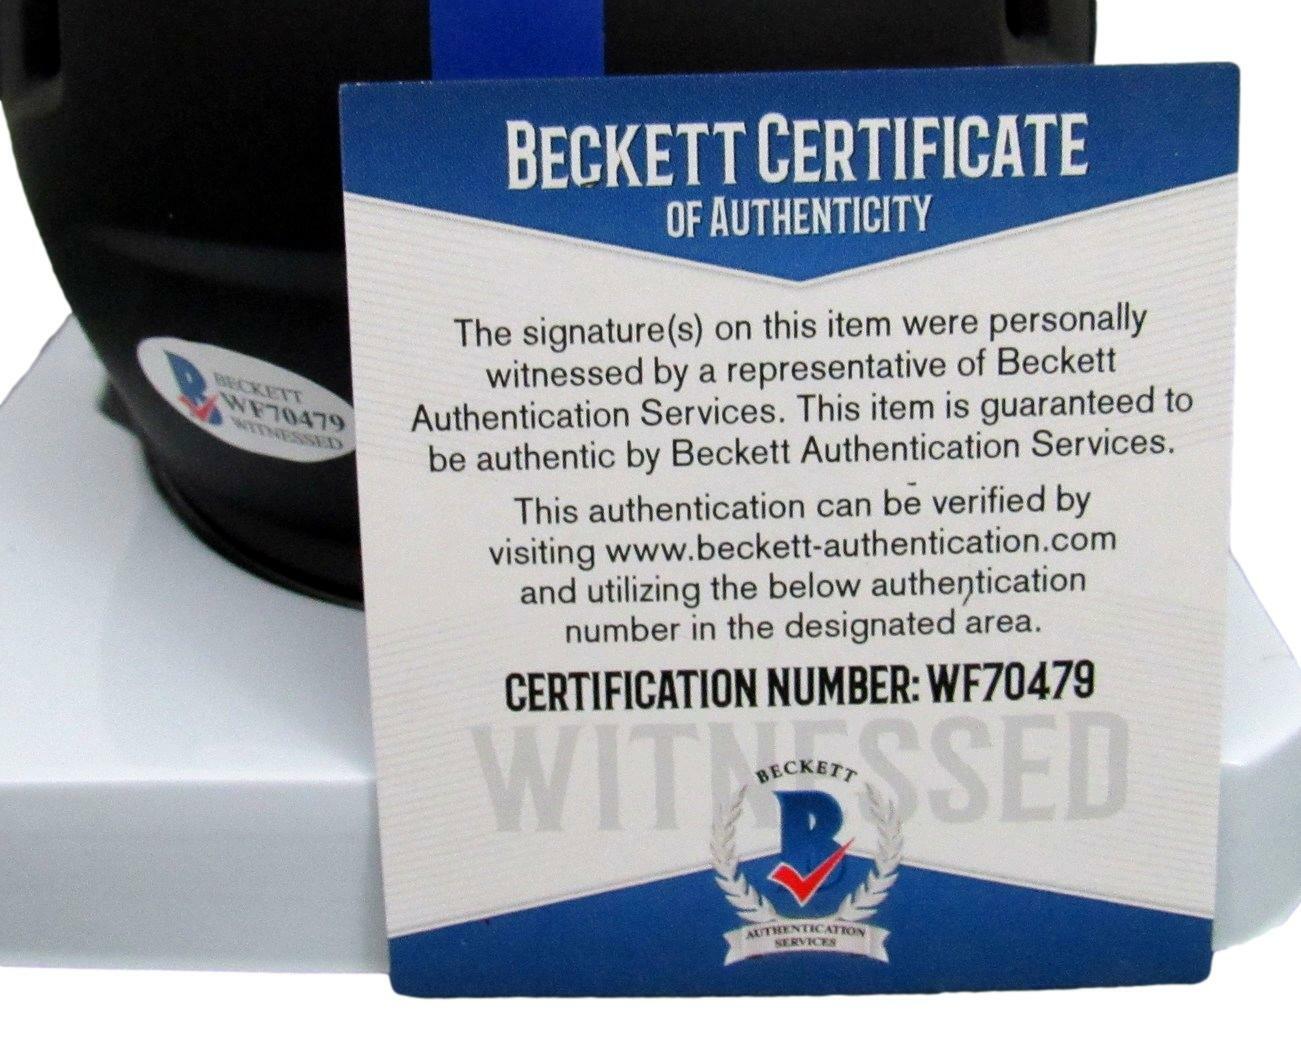 BECKETT CERTIFICATE
OF AUTHENTICITY
The signature(s) on this item were personally
witnessed by a representative of Beckett
Authentication Services. This item is guaranteed to
be authentic by Beckett Authentication Services.
This authentication can be verified by
visiting www.beckett-authentication.com
and utilizing the below authentication
number in the designated area.
CERTIFICATION NUMBER: WF70479
WITNESSED
BECKETT
B
AUTHENTICATION
SERVICES
B
BECKETT
WF70479
WITNESSED